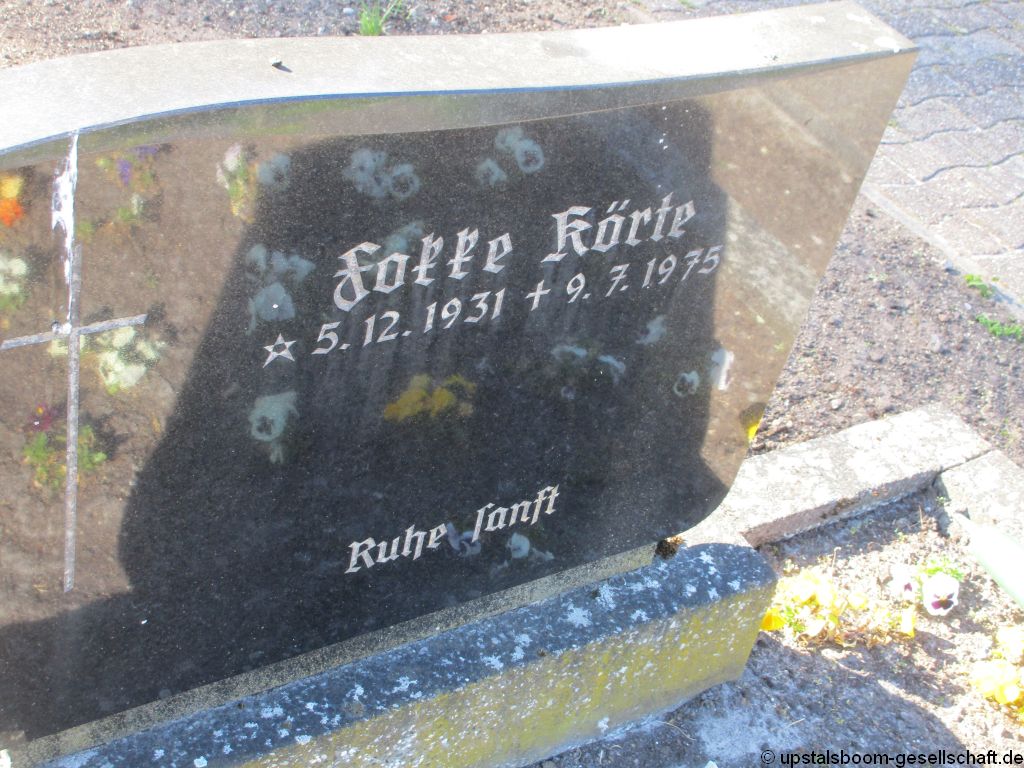 Fokke Körte
☆ 5. 12. 1931 + 9. 7. 1975
Ruhe sanft
© upstalsboom-gesellschaft.de